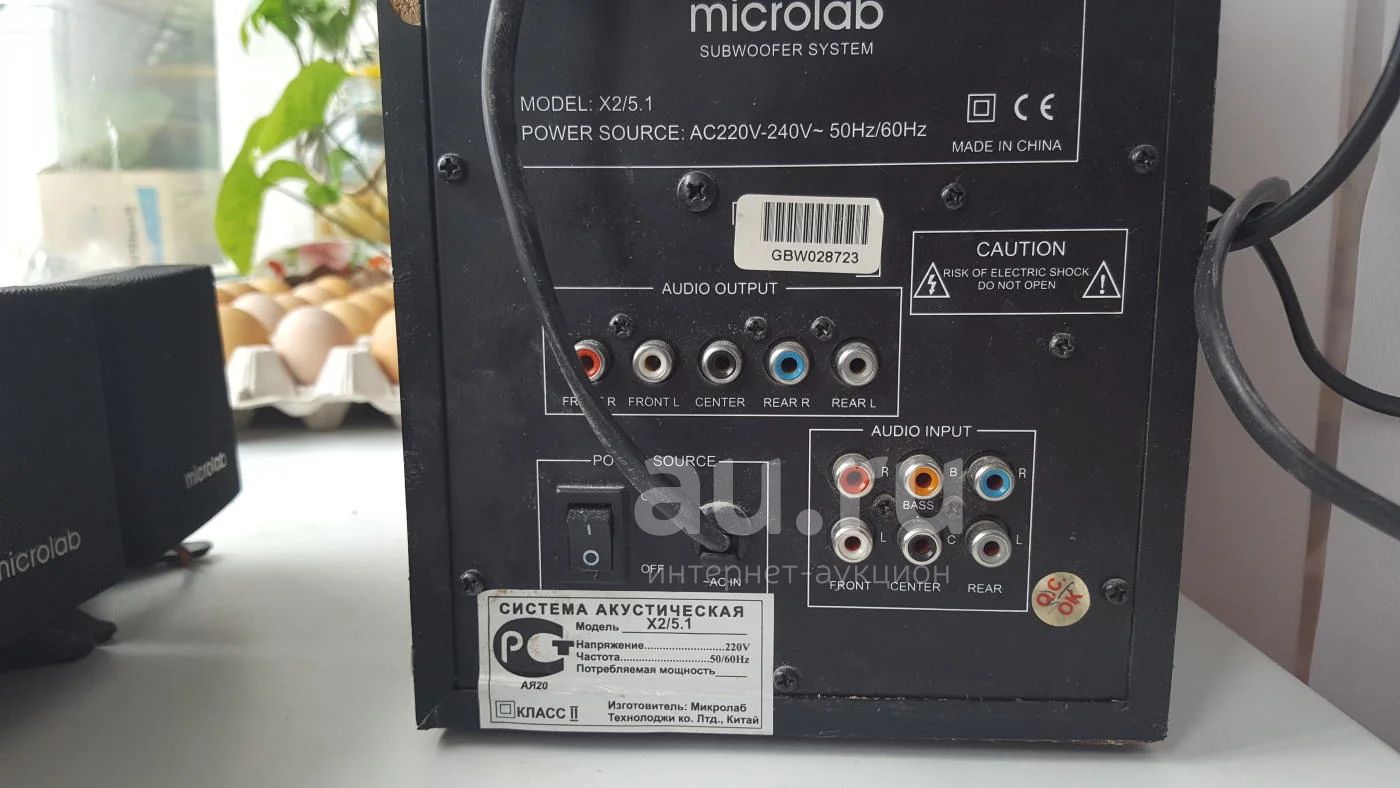 microlab
SUBWOOFER SYSTEM
MODEL: X2/5.1
POWER SOURCE: AC220V-240V~ 50Hz/60Hz
CE
MADE IN CHINA
GBW028723
CAUTION
RISK OF ELECTRIC SHOCK
DO NOT OPEN
AUDIO OUTPUT
R FRONT L CENTER REAR R REAR L
AUDIO INPUT
R B R
BASS
L C L
FRONT CENTER REAR
SOURCE
OFF
~AC IN
au.ru
интернет-аукцион
Q.C.
OK
СИСТЕМА АКУСТИЧЕСКАЯ
Модель X2/5.1
Напряжение......................220V
Частота........................50/60Hz
Потребляемая мощность
РСТ
АЯ20
КЛАСС II
Изготовитель: Микролаб
Технолоджи ко. Лтд., Китай
microlab
microlab